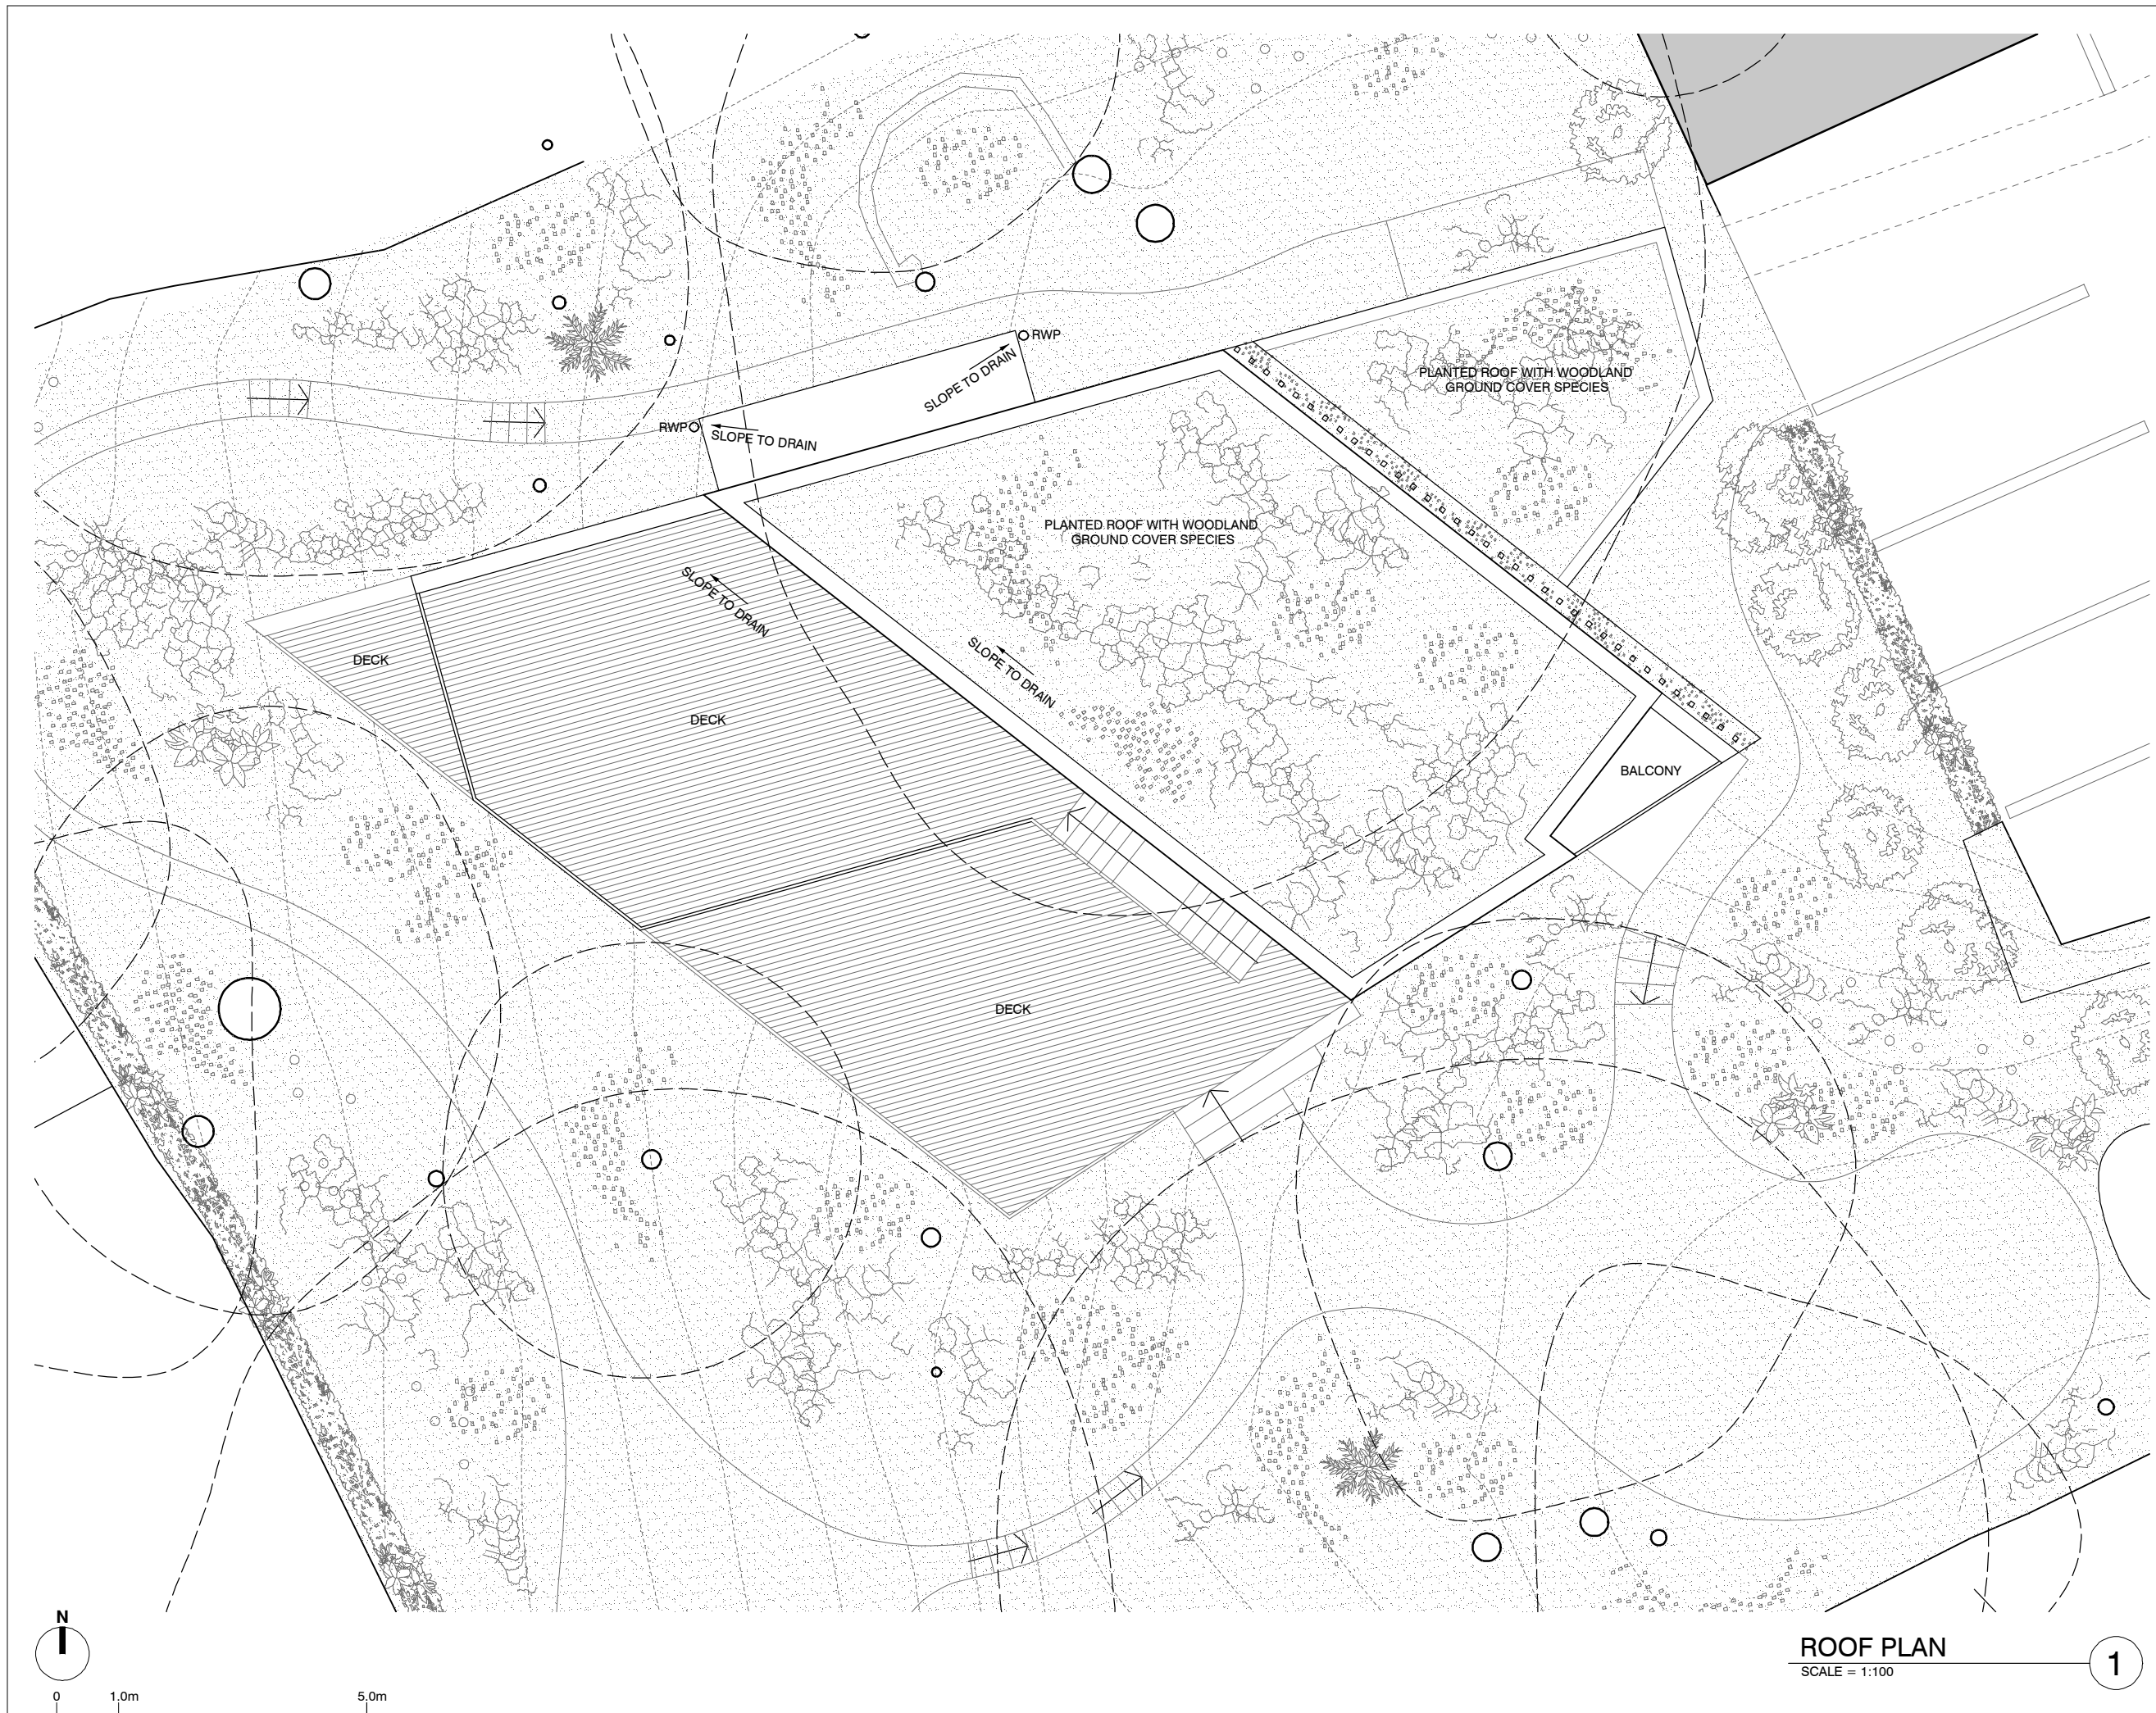 RWP
SLOPE TO DRAIN
RWP
SLOPE TO DRAIN
PLANTED ROOF WITH WOODLAND
GROUND COVER SPECIES
PLANTED ROOF WITH WOODLAND
GROUND COVER SPECIES
SLOPE TO DRAIN
SLOPE TO DRAIN
DECK
DECK
BALCONY
DECK
N
0 1.0m 5.0m
ROOF PLAN
SCALE = 1:100
1